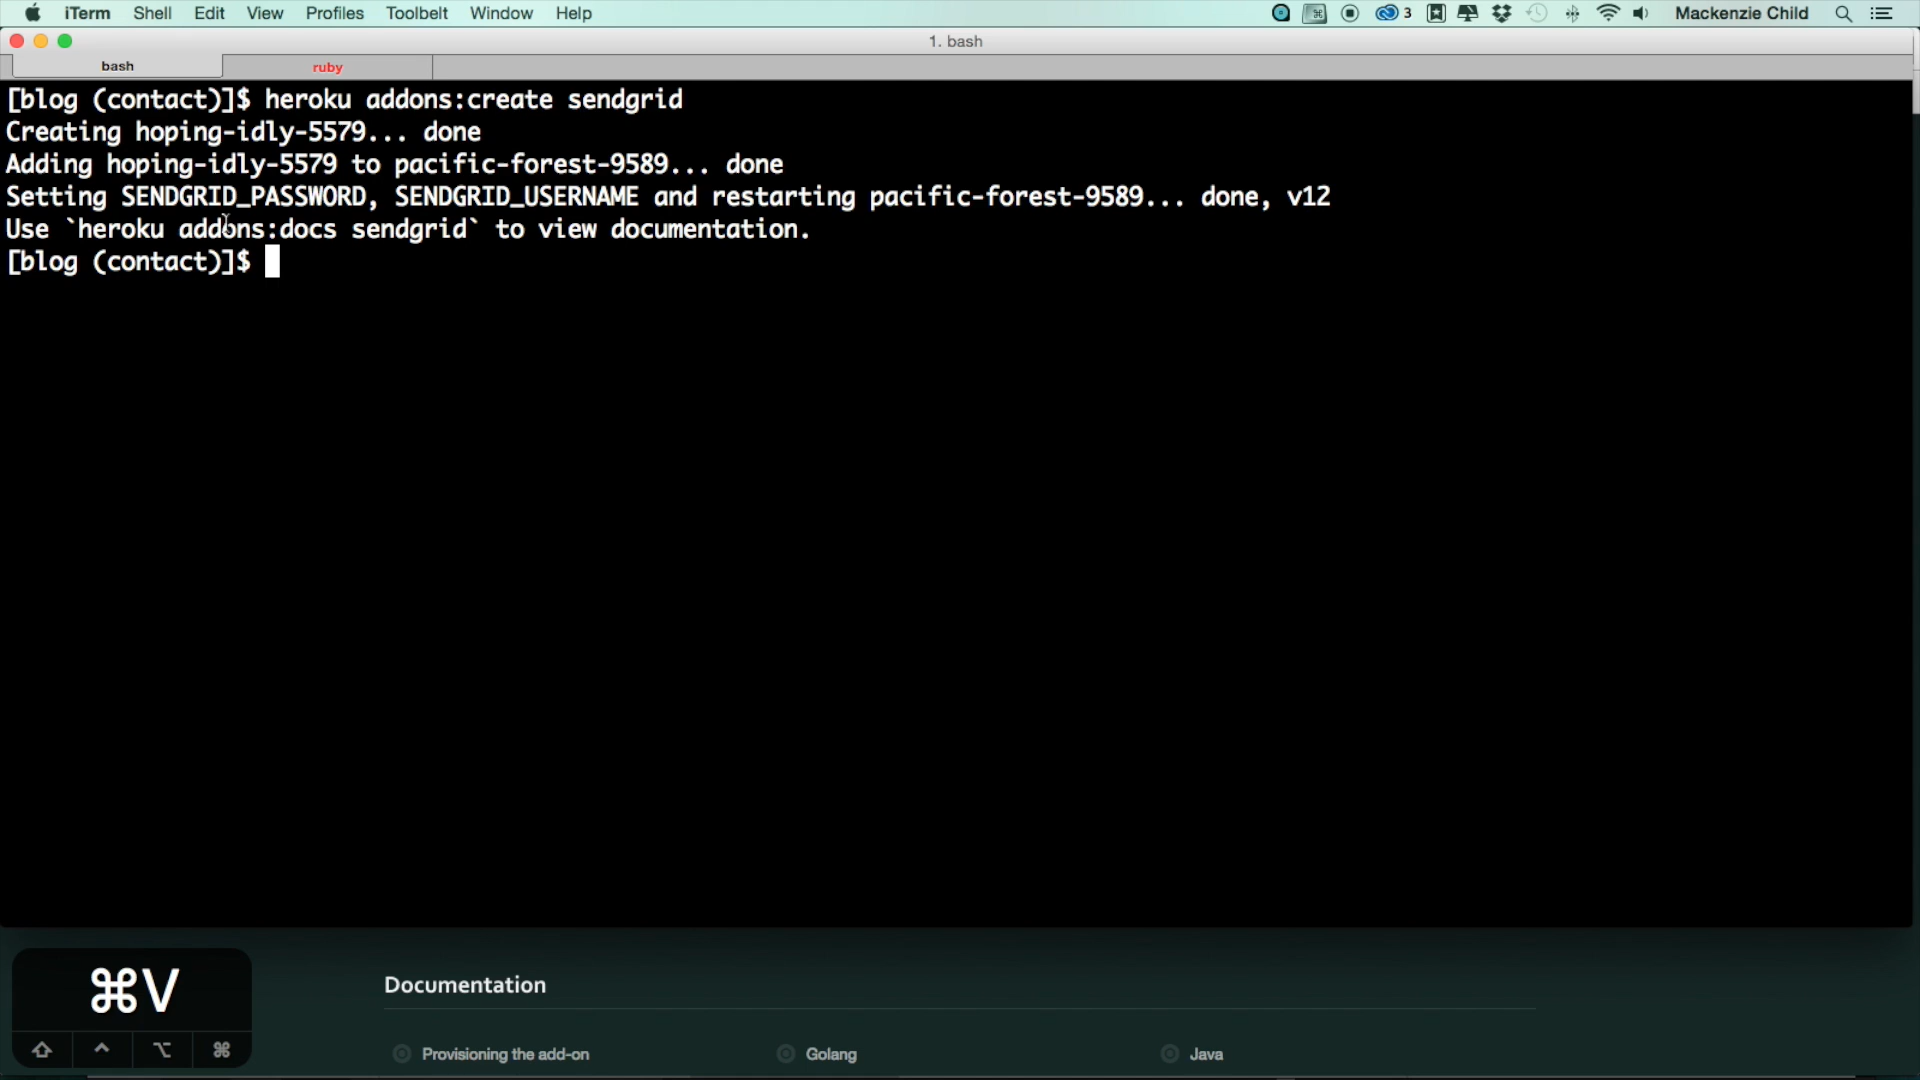 iTerm Shell Edit View Profiles Toolbelt Window Help 3 Mackenzie Child
1. bash
bash ruby
[blog (contact)]$ heroku addons:create sendgrid
Creating hoping-idly-5579... done
Adding hoping-idly-5579 to pacific-forest-9589... done
Setting SENDGRID_PASSWORD, SENDGRID_USERNAME and restarting pacific-forest-9589... done, v12
Use `heroku addons:docs sendgrid` to view documentation.
[blog (contact)]$
⌘V
Documentation
Provisioning the add-on Golang Java